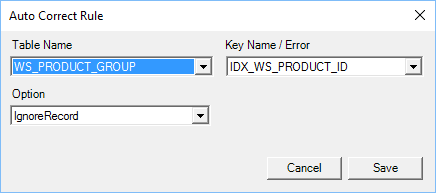 Auto Correct Rule
Table Name
Key Name / Error
WS_PRODUCT_GROUP
IDX_WS_PRODUCT_ID
Option
IgnoreRecord
Cancel
Save